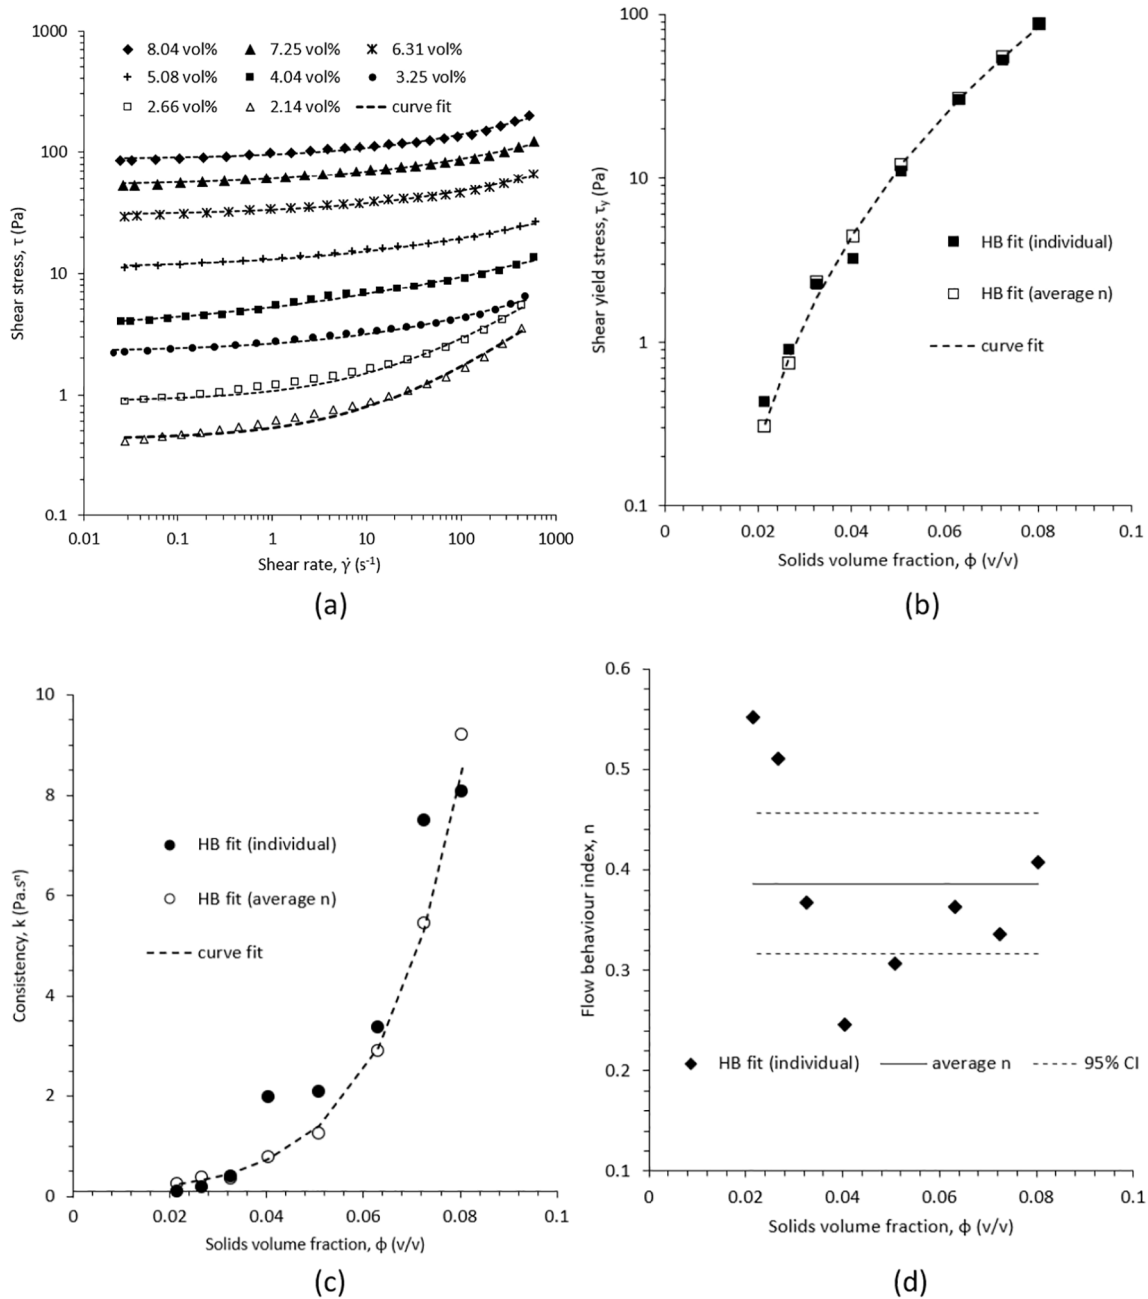 1000
100
10
1
0.1
Shear stress, τ (Pa)
8.04 vol%
7.25 vol%
6.31 vol%
5.08 vol%
4.04 vol%
3.25 vol%
2.66 vol%
2.14 vol%
curve fit
0.01
0.1
1
10
100
1000
Shear rate, γ̇ (s⁻¹)
(a)
100
10
1
0.1
Shear yield stress, τy (Pa)
HB fit (individual)
HB fit (average n)
curve fit
0
0.02
0.04
0.06
0.08
0.1
Solids volume fraction, ϕ (v/v)
(b)
10
8
6
4
2
0
Consistency, k (Pa.sⁿ)
HB fit (individual)
HB fit (average n)
curve fit
0
0.02
0.04
0.06
0.08
0.1
Solids volume fraction, ϕ (v/v)
(c)
0.6
0.5
0.4
0.3
0.2
0.1
Flow behaviour index, n
HB fit (individual)
average n
95% CI
0
0.02
0.04
0.06
0.08
0.1
Solids volume fraction, ϕ (v/v)
(d)